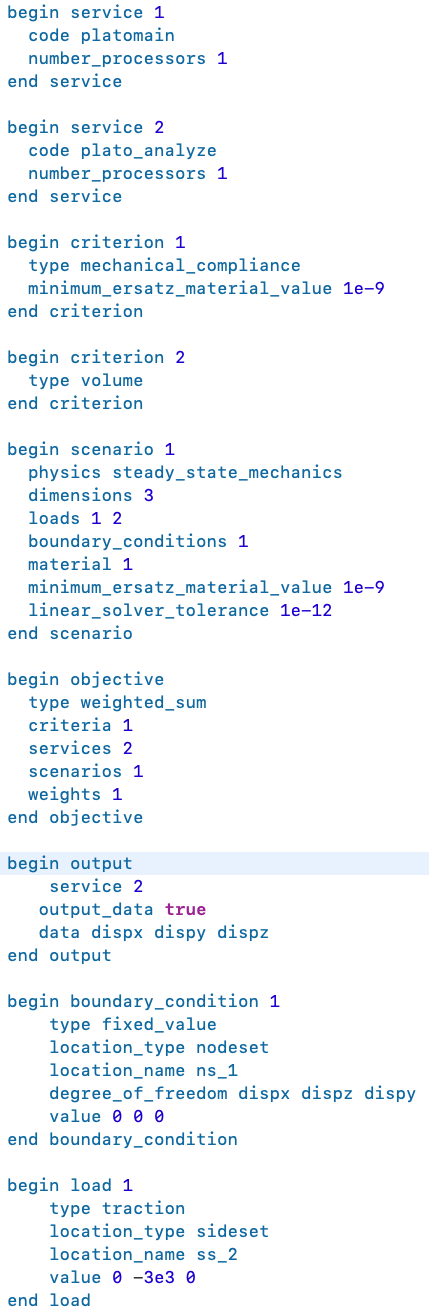 begin service 1
  code platomain
  number_processors 1
end service

begin service 2
  code plato_analyze
  number_processors 1
end service

begin criterion 1
  type mechanical_compliance
  minimum_ersatz_material_value 1e-9
end criterion

begin criterion 2
  type volume
end criterion

begin scenario 1
  physics steady_state_mechanics
  dimensions 3
  loads 1 2
  boundary_conditions 1
  material 1
  minimum_ersatz_material_value 1e-9
  linear_solver_tolerance 1e-12
end scenario

begin objective
  type weighted_sum
  criteria 1
  services 2
  scenarios 1
  weights 1
end objective

begin output
    service 2
   output_data true
   data dispx dispy dispz
end output

begin boundary_condition 1
    type fixed_value
    location_type nodeset
    location_name ns_1
    degree_of_freedom dispx dispz dispy
    value 0 0 0
end boundary_condition

begin load 1
    type traction
    location_type sideset
    location_name ss_2
    value 0 -3e3 0
end load